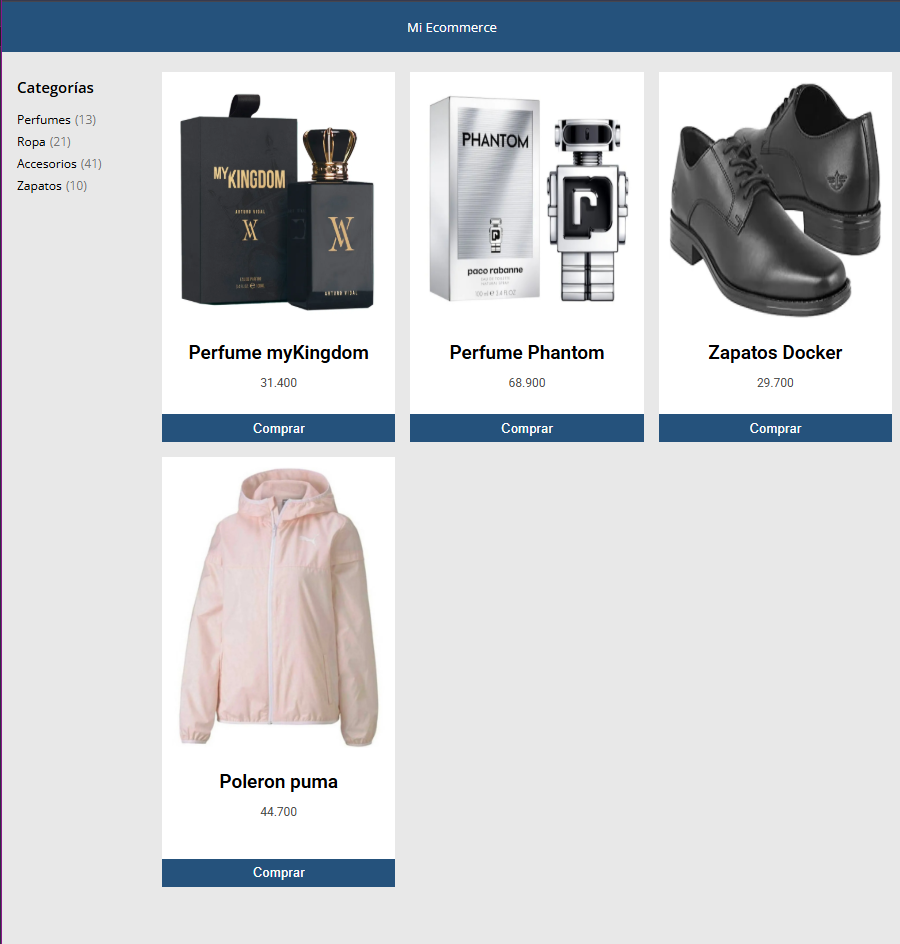 Mi Ecommerce
Categorías
Perfumes (13)
Ropa (21)
Accesorios (41)
Zapatos (10)
MY KINGDOM
ARTURO VIDAL
ARTURO VIDAL
Perfume myKingdom
31.400
Comprar
PHANTOM
paco rabanne
Perfume Phantom
68.900
Comprar
Zapatos Docker
29.700
Comprar
Poleron puma
44.700
Comprar